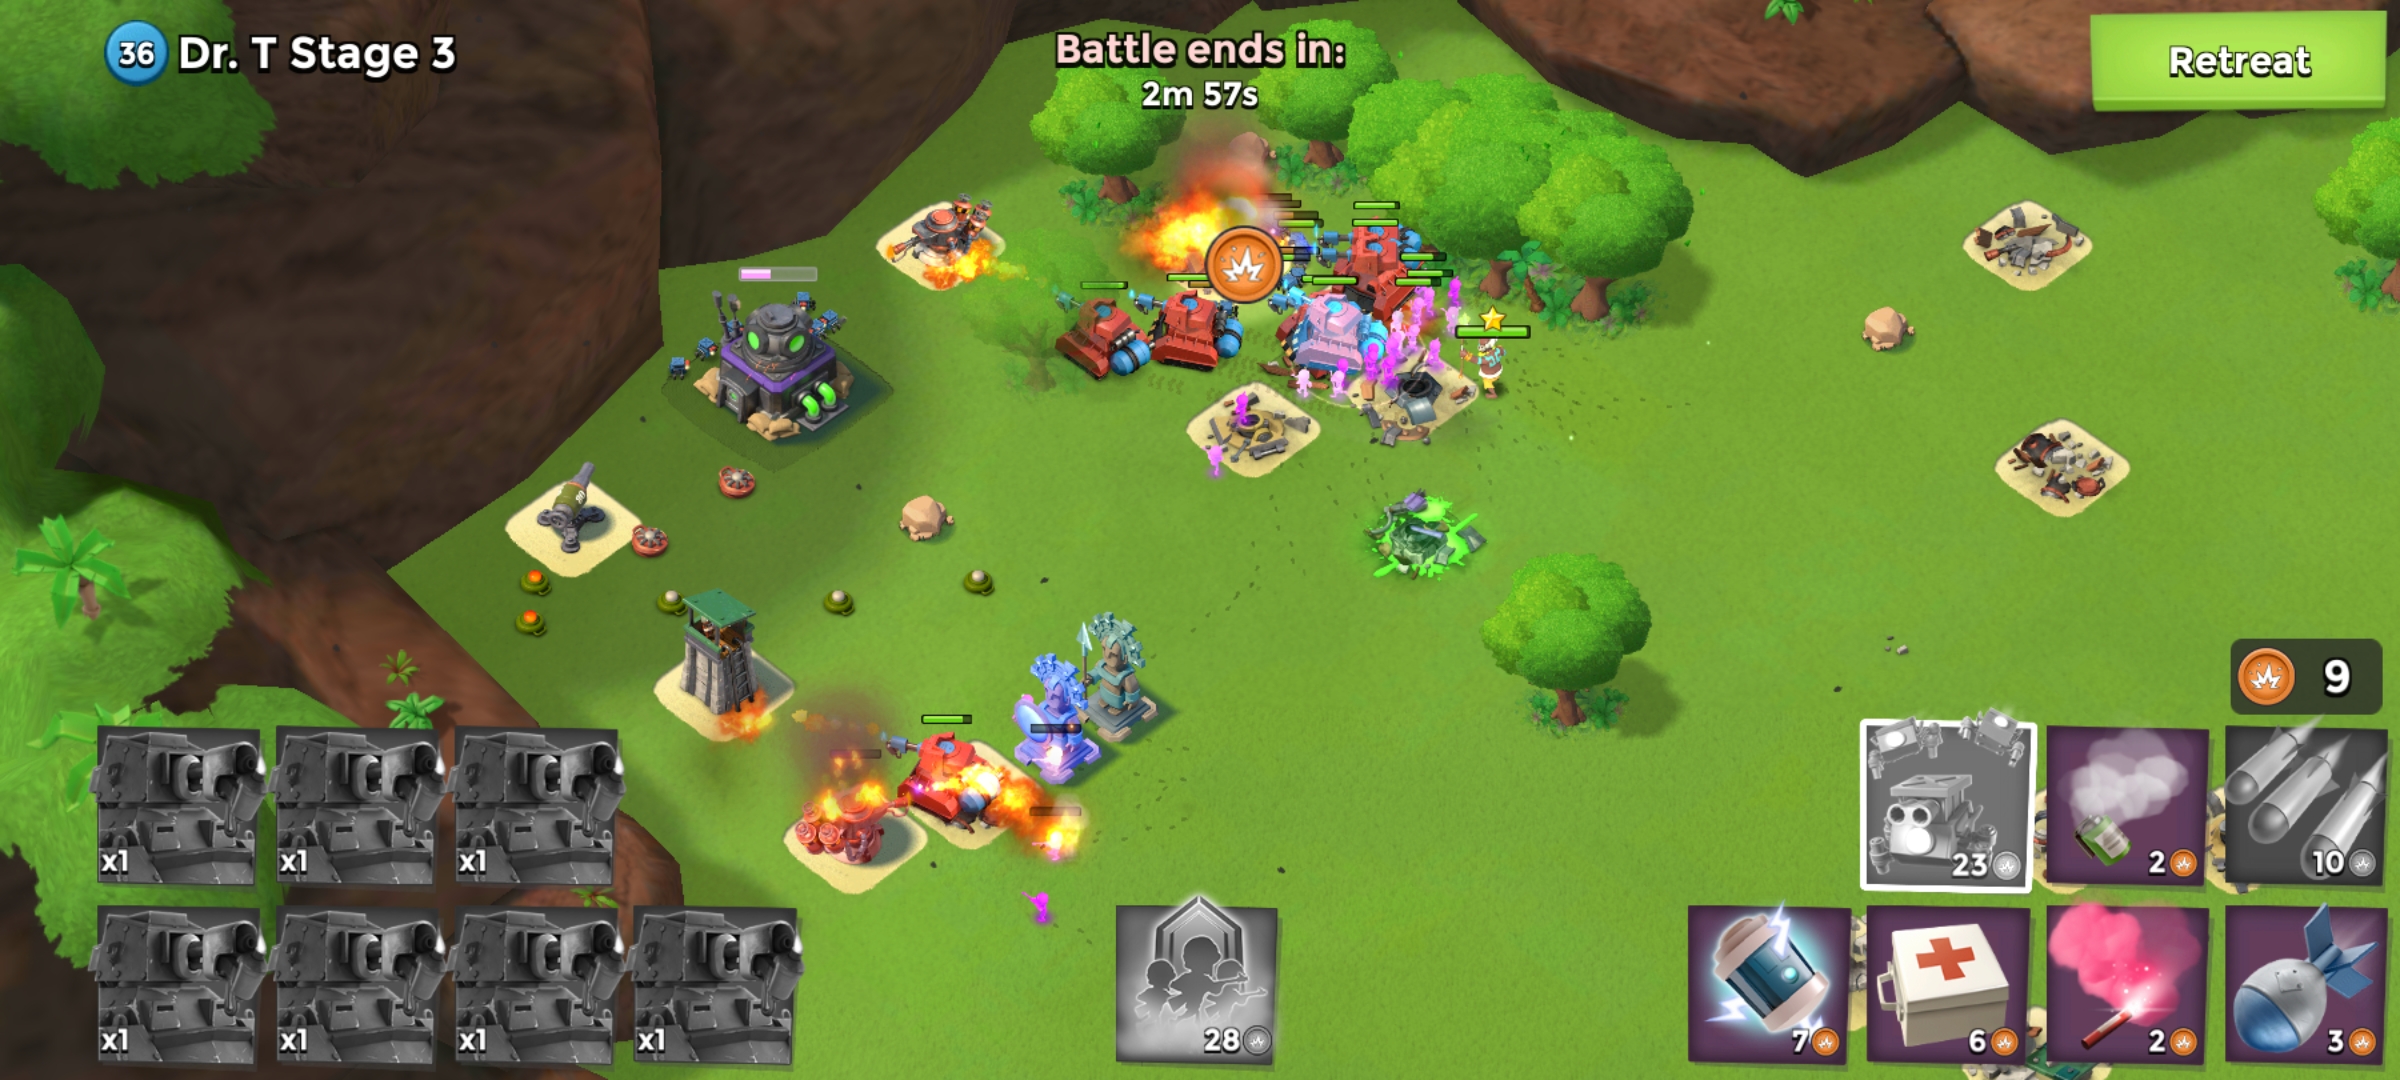 36 Dr. T Stage 3
Battle ends in:
2m 57s
Retreat
9
x1 x1 x1
23 2 10
x1 x1 x1 x1
28
7 6 2 3